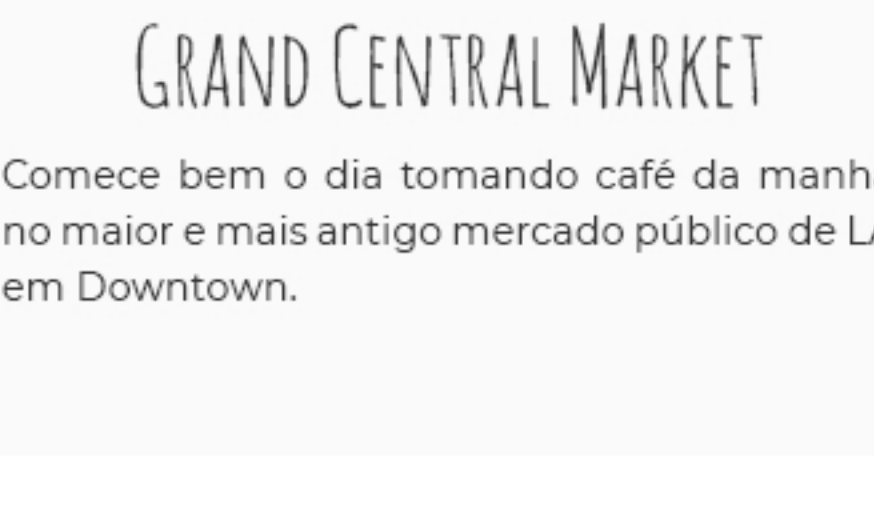 GRAND CENTRAL MARKET
Comece bem o dia tomando café da manh
no maior e mais antigo mercado público de LA
em Downtown.